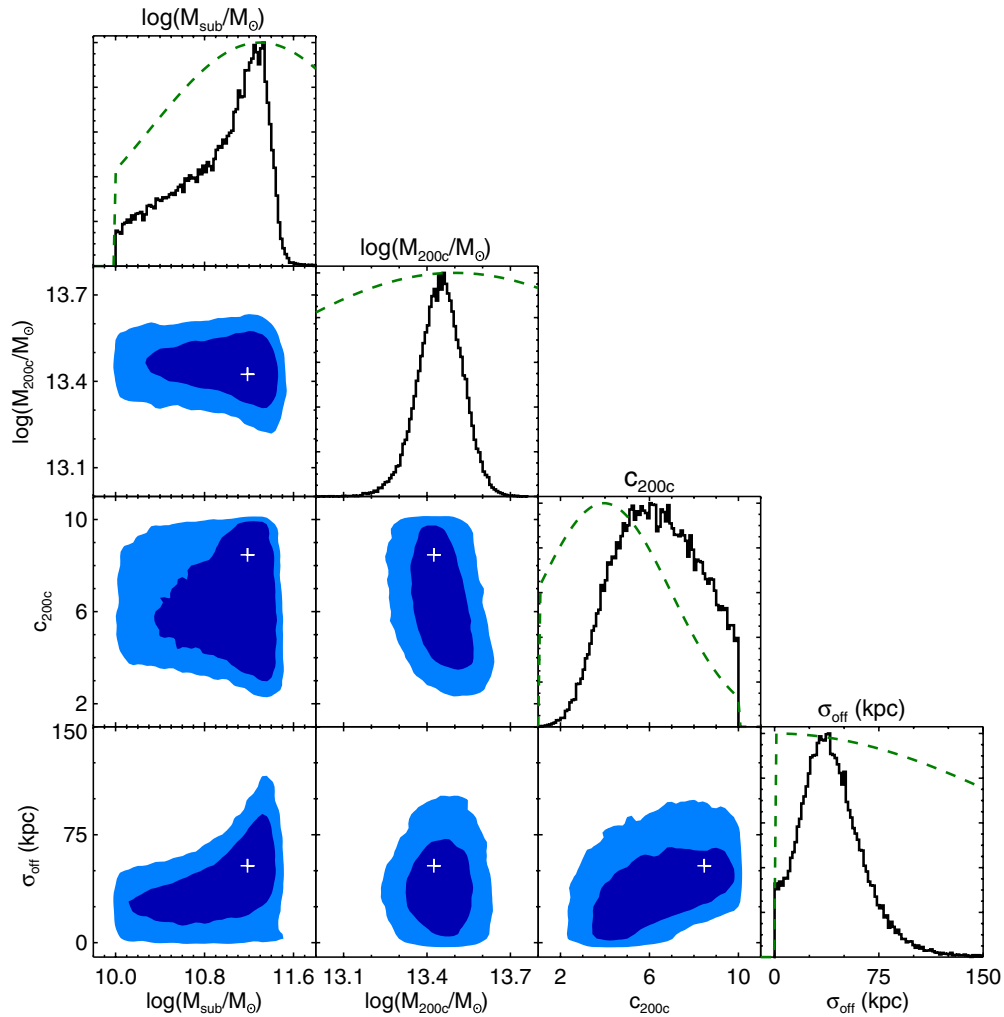 log(M_sub/M_⊙)
log(M_200c/M_⊙)
13.7
13.4
13.1
log(M_200c/M_⊙)
c_200c
10
6
2
c_200c
σ_off (kpc)
150
75
0
σ_off (kpc)
10.0 10.8 11.6 13.1 13.4 13.7 2 6 10 0 75 150
log(M_sub/M_⊙) log(M_200c/M_⊙) c_200c σ_off (kpc)